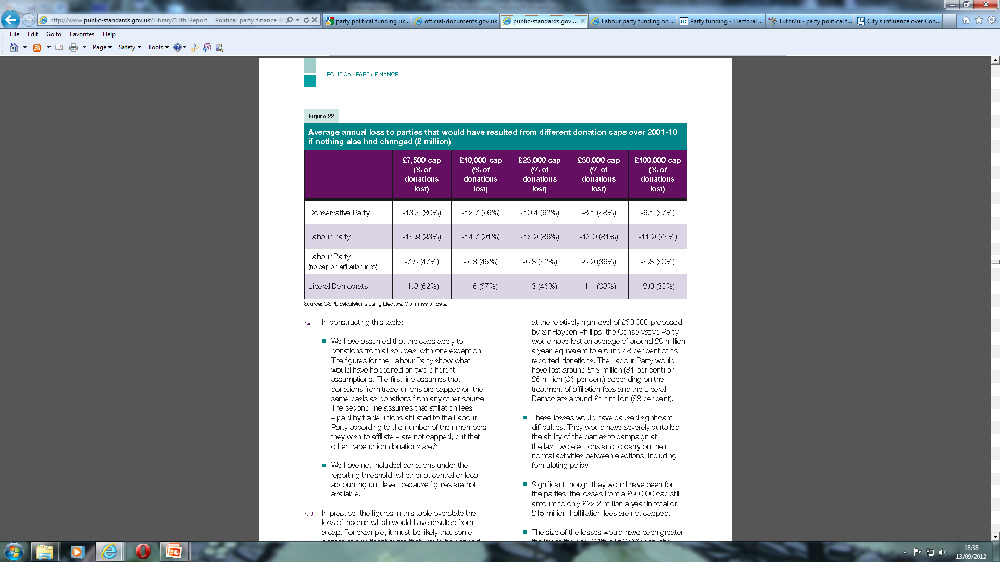 http://www.public-standards.gov.uk/Library/13th_Report___Political_party_finance_FI
party political funding uk...
official-documents.gov.uk
public-standards.gov....
Labour party funding on ...
TEC
Party funding - Electoral ...
Tutor2u - party political f...
City's influence over Con...
File Edit Go to Favorites Help
Page Safety Tools
POLITICAL PARTY FINANCE
Figure 22
Average annual loss to parties that would have resulted from different donation caps over 2001-10
if nothing else had changed (£ million)
£7,500 cap (% of donations lost) £10,000 cap (% of donations lost) £25,000 cap (% of donations lost) £50,000 cap (% of donations lost) £100,000 cap (% of donations lost)
Conservative Party -13.4 (80%) -12.7 (76%) -10.4 (62%) -8.1 (48%) -6.1 (37%)
Labour Party -14.9 (93%) -14.7 (91%) -13.9 (86%) -13.0 (81%) -11.9 (74%)
Labour Party
(no cap on affiliation fees) -7.5 (47%) -7.3 (45%) -6.8 (42%) -5.9 (36%) -4.8 (30%)
Liberal Democrats -1.8 (62%) -1.6 (57%) -1.3 (46%) -1.1 (38%) -9.0 (30%)
Source: CSPL calculations using Electoral Commission data
7.9 In constructing this table:
We have assumed that the caps apply to
donations from all sources, with one exception.
The figures for the Labour Party show what
would have happened on two different
assumptions. The first line assumes that
donations from trade unions are capped on the
same basis as donations from any other source.
The second line assumes that affiliation fees
– paid by trade unions affiliated to the Labour
Party according to the number of their members
they wish to affiliate – are not capped, but that
other trade union donations are.3
We have not included donations under the
reporting threshold, whether at central or local
accounting unit level, because figures are not
available.
7.10 In practice, the figures in this table overstate the
loss of income which would have resulted from
a cap. For example, it must be likely that some
donors of significant sums that would be capped
at the relatively high level of £50,000 proposed
by Sir Hayden Phillips, the Conservative Party
would have lost an average of around £8 million
a year, equivalent to around 48 per cent of its
reported donations. The Labour Party would
have lost around £13 million (81 per cent) or
£6 million (36 per cent) depending on the
treatment of affiliation fees and the Liberal
Democrats around £1.1million (38 per cent).
These losses would have caused significant
difficulties. They would have severely curtailed
the ability of the parties to campaign at
the last two elections and to carry on their
normal activities between elections, including
formulating policy.
Significant though they would have been for
the parties, the losses from a £50,000 cap still
amount to only £22.2 million a year in total or
£15 million if affiliation fees are not capped.
The size of the losses would have been greater
the lower the cap. With a £10,000 cap, the
18:38
13/09/2012